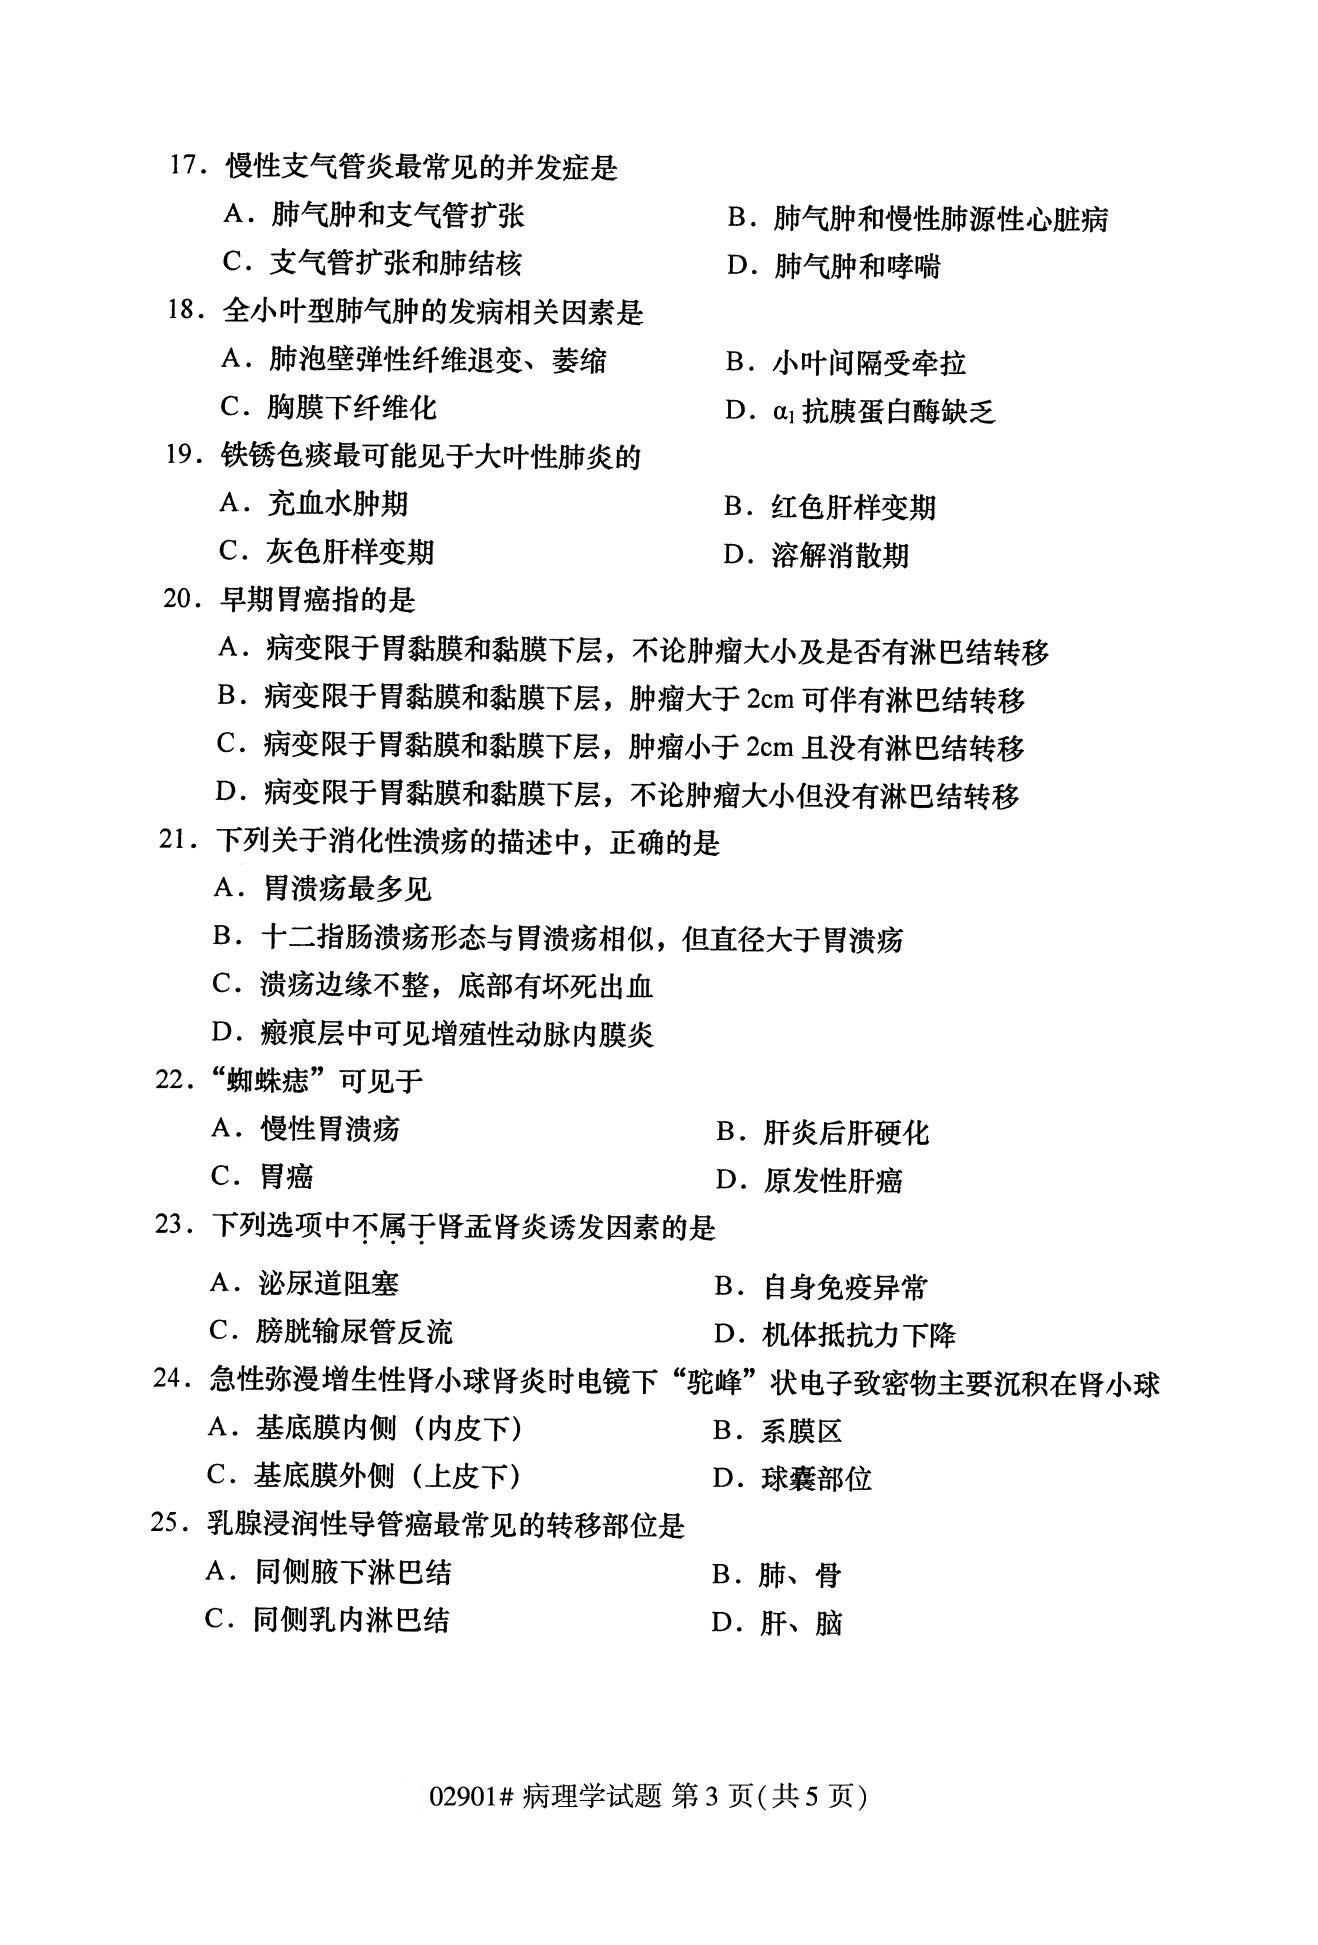 17．慢性支气管炎最常见的并发症是
A．肺气肿和支气管扩张 B．肺气肿和慢性肺源性心脏病
C．支气管扩张和肺结核 D．肺气肿和哮喘
18．全小叶型肺气肿的发病相关因素是
A．肺泡壁弹性纤维退变、萎缩 B．小叶间隔受牵拉
C．胸膜下纤维化 D．α₁抗胰蛋白酶缺乏
19．铁锈色痰最可能见于大叶性肺炎的
A．充血水肿期 B．红色肝样变期
C．灰色肝样变期 D．溶解消散期
20．早期胃癌指的是
A．病变限于胃黏膜和黏膜下层，不论肿瘤大小及是否有淋巴结转移
B．病变限于胃黏膜和黏膜下层，肿瘤大于 2cm 可伴有淋巴结转移
C．病变限于胃黏膜和黏膜下层，肿瘤小于 2cm 且没有淋巴结转移
D．病变限于胃黏膜和黏膜下层，不论肿瘤大小但没有淋巴结转移
21．下列关于消化性溃疡的描述中，正确的是
A．胃溃疡最多见
B．十二指肠溃疡形态与胃溃疡相似，但直径大于胃溃疡
C．溃疡边缘不整，底部有坏死出血
D．瘢痕层中可见增殖性动脉内膜炎
22．“蜘蛛痣”可见于
A．慢性胃溃疡 B．肝炎后肝硬化
C．胃癌 D．原发性肝癌
23．下列选项中不属于肾盂肾炎诱发因素的是
A．泌尿道阻塞 B．自身免疫异常
C．膀胱输尿管反流 D．机体抵抗力下降
24．急性弥漫增生性肾小球肾炎时电镜下“驼峰”状电子致密物主要沉积在肾小球
A．基底膜内侧（内皮下） B．系膜区
C．基底膜外侧（上皮下） D．球囊部位
25．乳腺浸润性导管癌最常见的转移部位是
A．同侧腋下淋巴结 B．肺、骨
C．同侧乳内淋巴结 D．肝、脑
02901# 病理学试题 第 3 页(共 5 页)